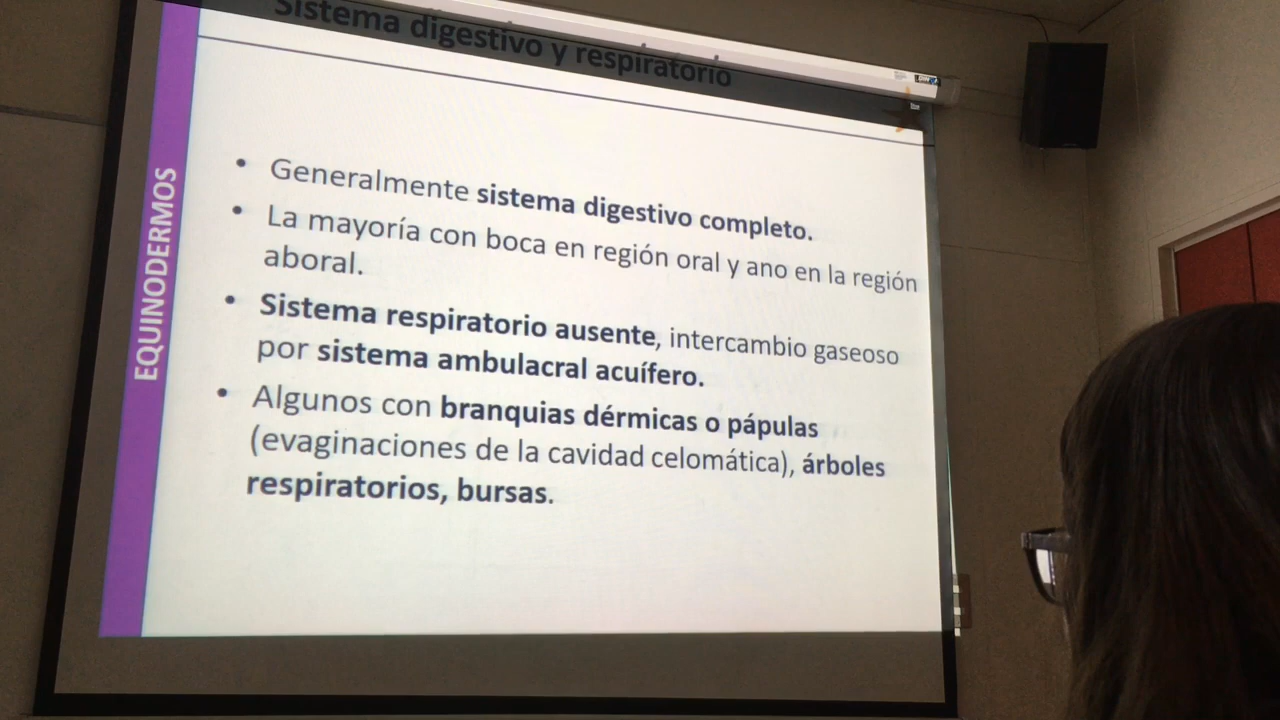 Sistema digestivo y respiratorio
EQUINODERMOS
• Generalmente sistema digestivo completo.
• La mayoría con boca en región oral y ano en la región
aboral.
• Sistema respiratorio ausente, intercambio gaseoso
por sistema ambulacral acuífero.
• Algunos con branquias dérmicas o pápulas
(evaginaciones de la cavidad celomática), árboles
respiratorios, bursas.